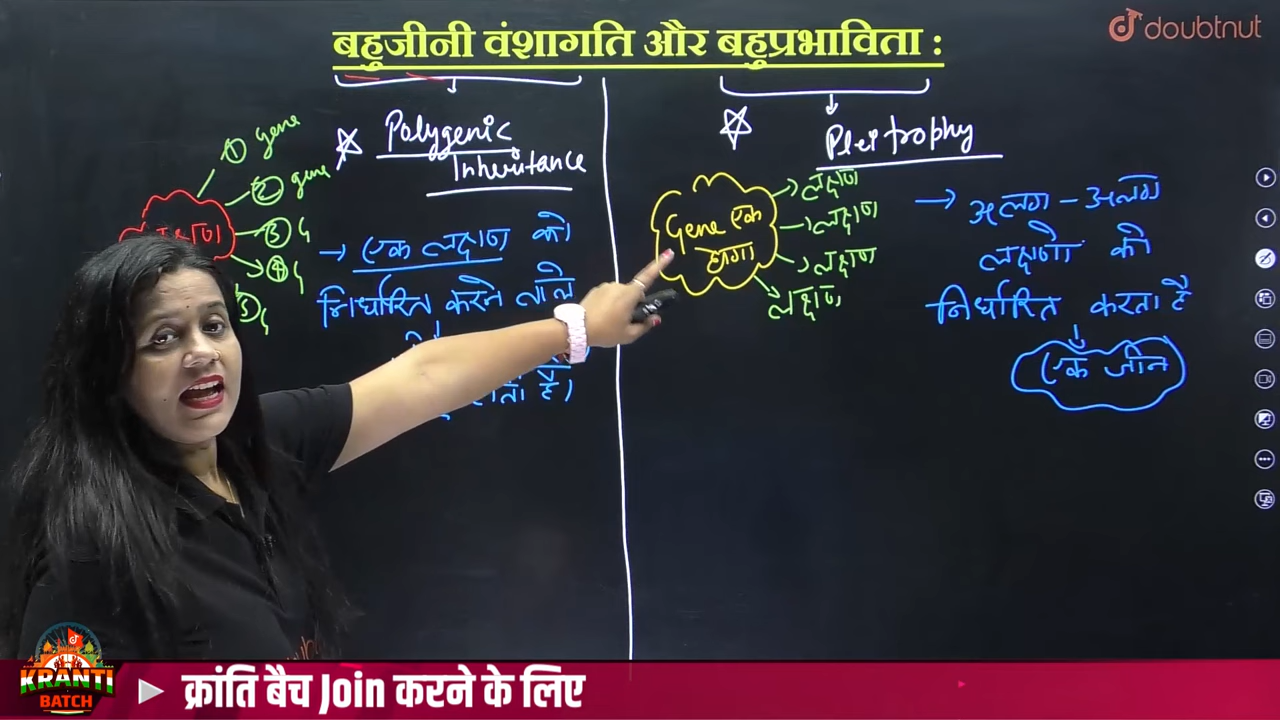 बहुजीनी वंशागति और बहुप्रभाविता :
doubtnut
Polygenic
Inheritance
① gene
② gene
③
④
→ एक लक्षण को
निर्धारित करने वाले
है।
Pleitrophy
Gene एक
होगा
लक्षण
लक्षण
लक्षण
लक्षण
→ अलग - अलग
लक्षणो को
निर्धारित करता है
एक जीन
KRANTI
BATCH
क्रांति बैच Join करने के लिए